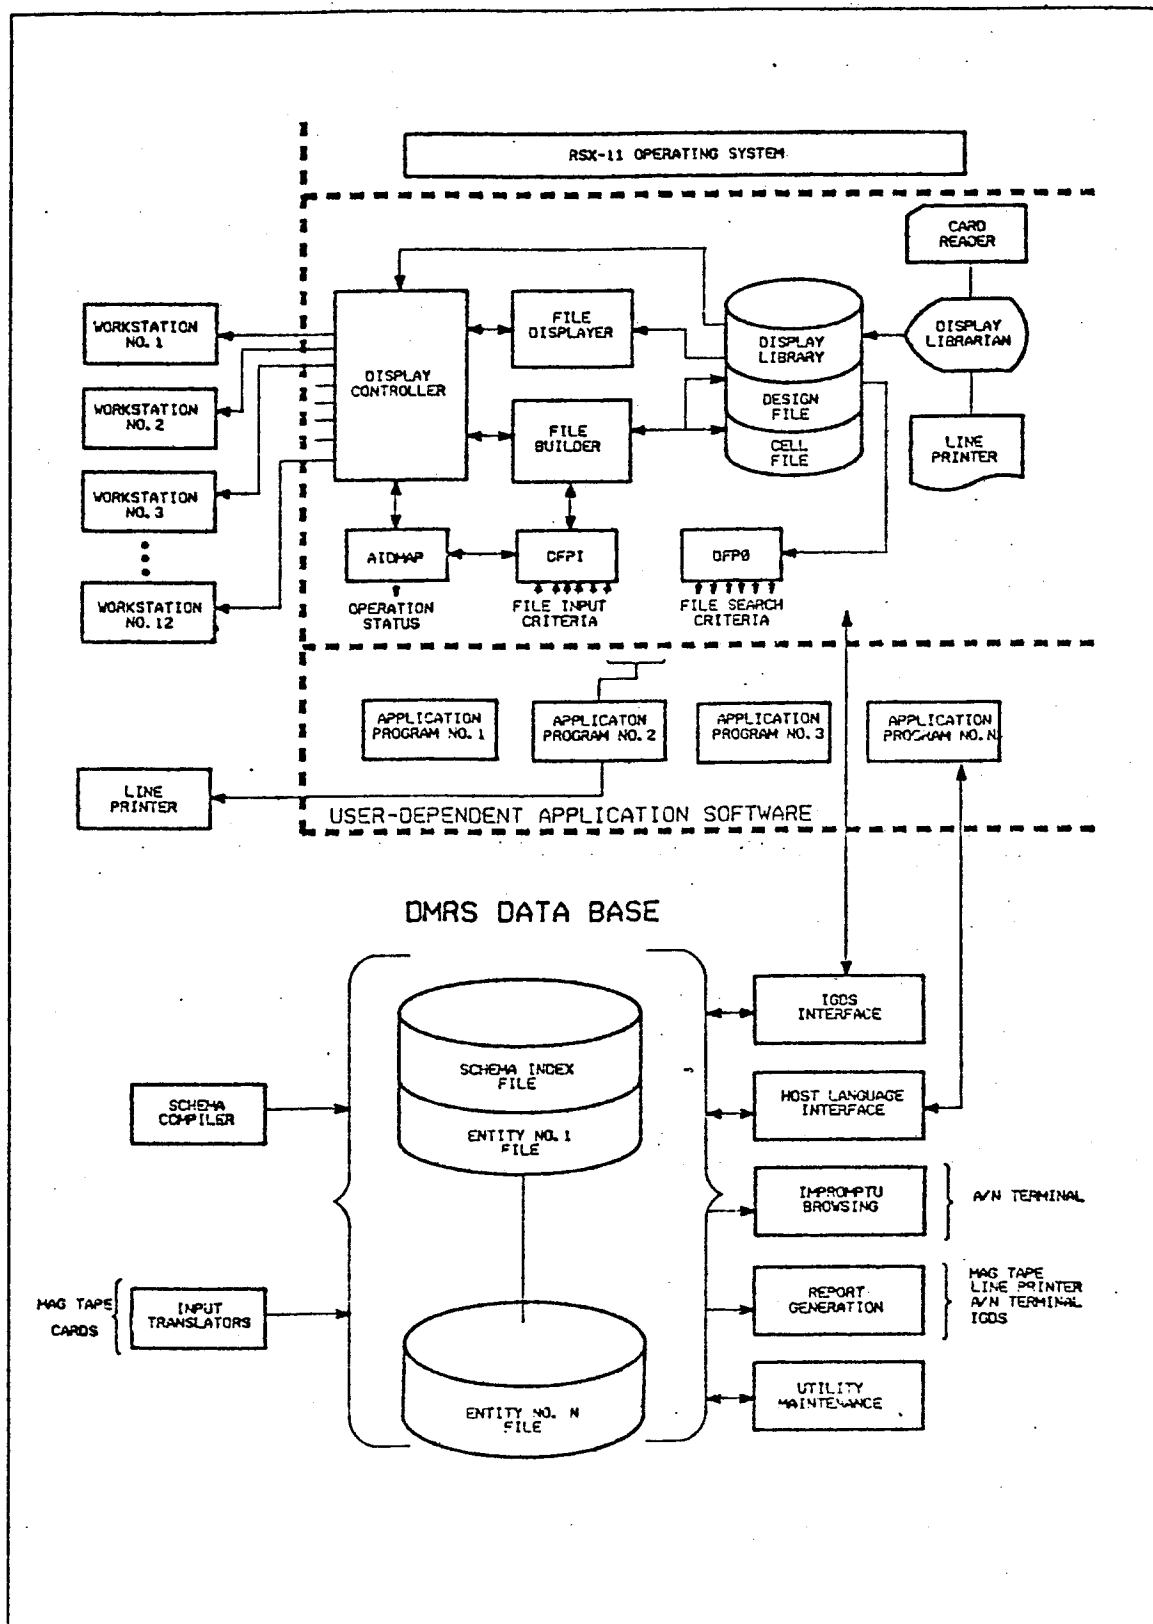 RSX-11 OPERATING SYSTEM
CARD
READER
WORKSTATION
NO. 1
FILE
DISPLAYER
DISPLAY
LIBRARY
DISPLAY
LIBRARIAN
DISPLAY
CONTROLLER
WORKSTATION
NO. 2
DESIGN
FILE
FILE
BUILDER
CELL
FILE
LINE
PRINTER
WORKSTATION
NO. 3
AIDMAP
DFPI
DFPØ
WORKSTATION
NO. 12
OPERATION
STATUS
FILE INPUT
CRITERIA
FILE SEARCH
CRITERIA
APPLICATION
PROGRAM NO. 1
APPLICATON
PROGRAM NO. 2
APPLICATION
PROGRAM NO. 3
APPLICATION
PROGRAM NO. N
LINE
PRINTER
USER-DEPENDENT APPLICATION SOFTWARE
DMRS DATA BASE
IGDS
INTERFACE
SCHEMA INDEX
FILE
SCHEMA
COMPILER
HOST LANGUAGE
INTERFACE
ENTITY NO. 1
FILE
IMPROMPTU
BROWSING
A/N TERMINAL
MAG TAPE
CARDS
INPUT
TRANSLATORS
REPORT
GENERATION
MAG TAPE
LINE PRINTER
A/N TERMINAL
IGDS
ENTITY NO. N
FILE
UTILITY
MAINTENANCE